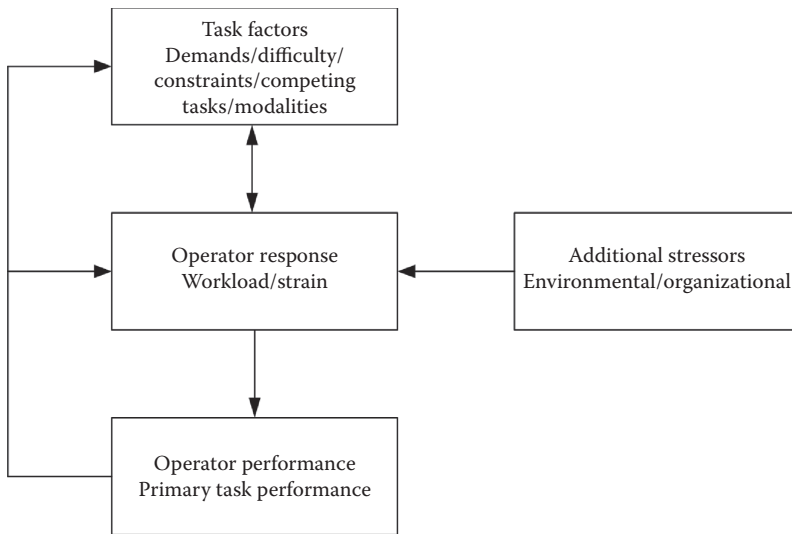 Task factors
Demands/difficulty/
constraints/competing
tasks/modalities
Operator response
Workload/strain
Additional stressors
Environmental/organizational
Operator performance
Primary task performance